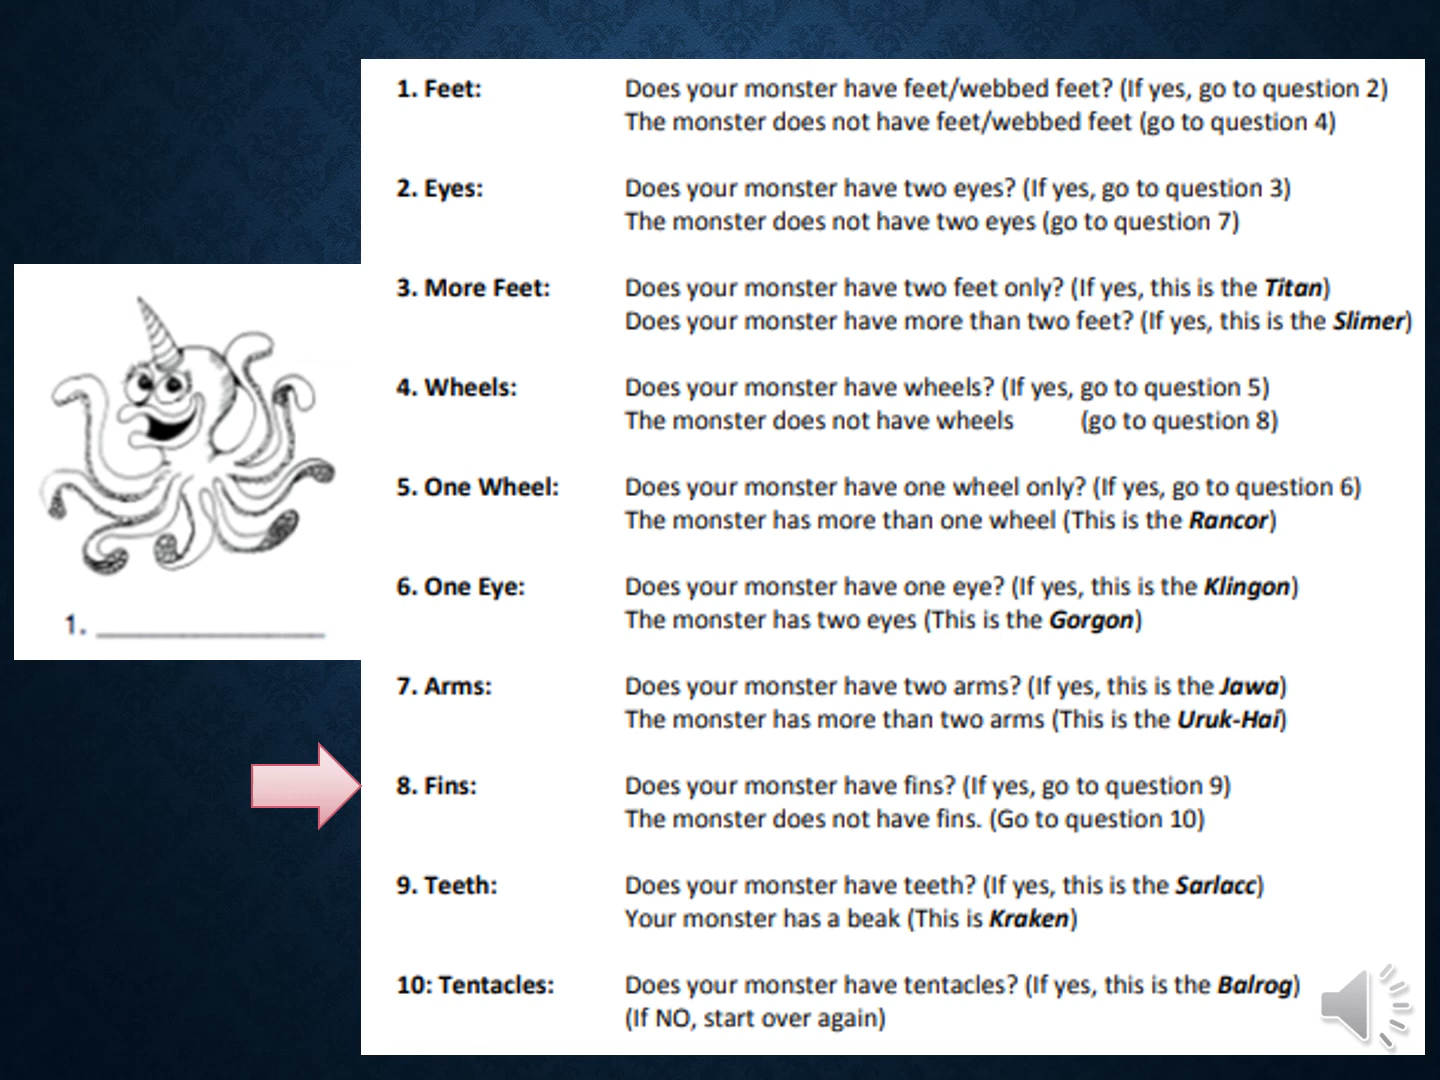 1. Feet: Does your monster have feet/webbed feet? (If yes, go to question 2)
The monster does not have feet/webbed feet (go to question 4)
2. Eyes: Does your monster have two eyes? (If yes, go to question 3)
The monster does not have two eyes (go to question 7)
3. More Feet: Does your monster have two feet only? (If yes, this is the Titan)
Does your monster have more than two feet? (If yes, this is the Slimer)
4. Wheels: Does your monster have wheels? (If yes, go to question 5)
The monster does not have wheels (go to question 8)
5. One Wheel: Does your monster have one wheel only? (If yes, go to question 6)
The monster has more than one wheel (This is the Rancor)
6. One Eye: Does your monster have one eye? (If yes, this is the Klingon)
The monster has two eyes (This is the Gorgon)
7. Arms: Does your monster have two arms? (If yes, this is the Jawa)
The monster has more than two arms (This is the Uruk-Hai)
8. Fins: Does your monster have fins? (If yes, go to question 9)
The monster does not have fins. (Go to question 10)
9. Teeth: Does your monster have teeth? (If yes, this is the Sarlacc)
Your monster has a beak (This is Kraken)
10: Tentacles: Does your monster have tentacles? (If yes, this is the Balrog)
(If NO, start over again)
1. ________________